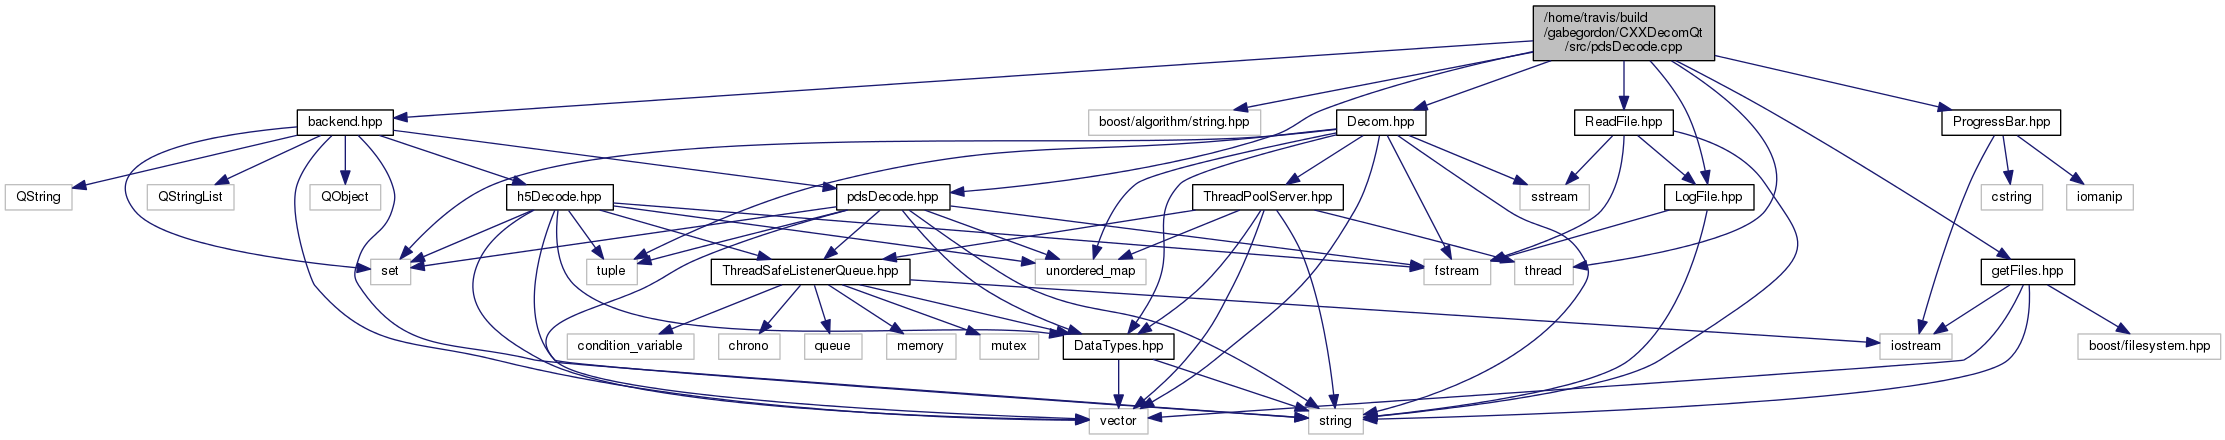 /home/travis/build
/gabegordon/CXXDecomQt
/src/pdsDecode.cpp
backend.hpp
boost/algorithm/string.hpp
Decom.hpp
ReadFile.hpp
ProgressBar.hpp
QString
QStringList
QObject
h5Decode.hpp
pdsDecode.hpp
ThreadPoolServer.hpp
sstream
LogFile.hpp
cstring
iomanip
set
tuple
ThreadSafeListenerQueue.hpp
unordered_map
fstream
thread
getFiles.hpp
condition_variable
chrono
queue
memory
mutex
DataTypes.hpp
iostream
boost/filesystem.hpp
vector
string